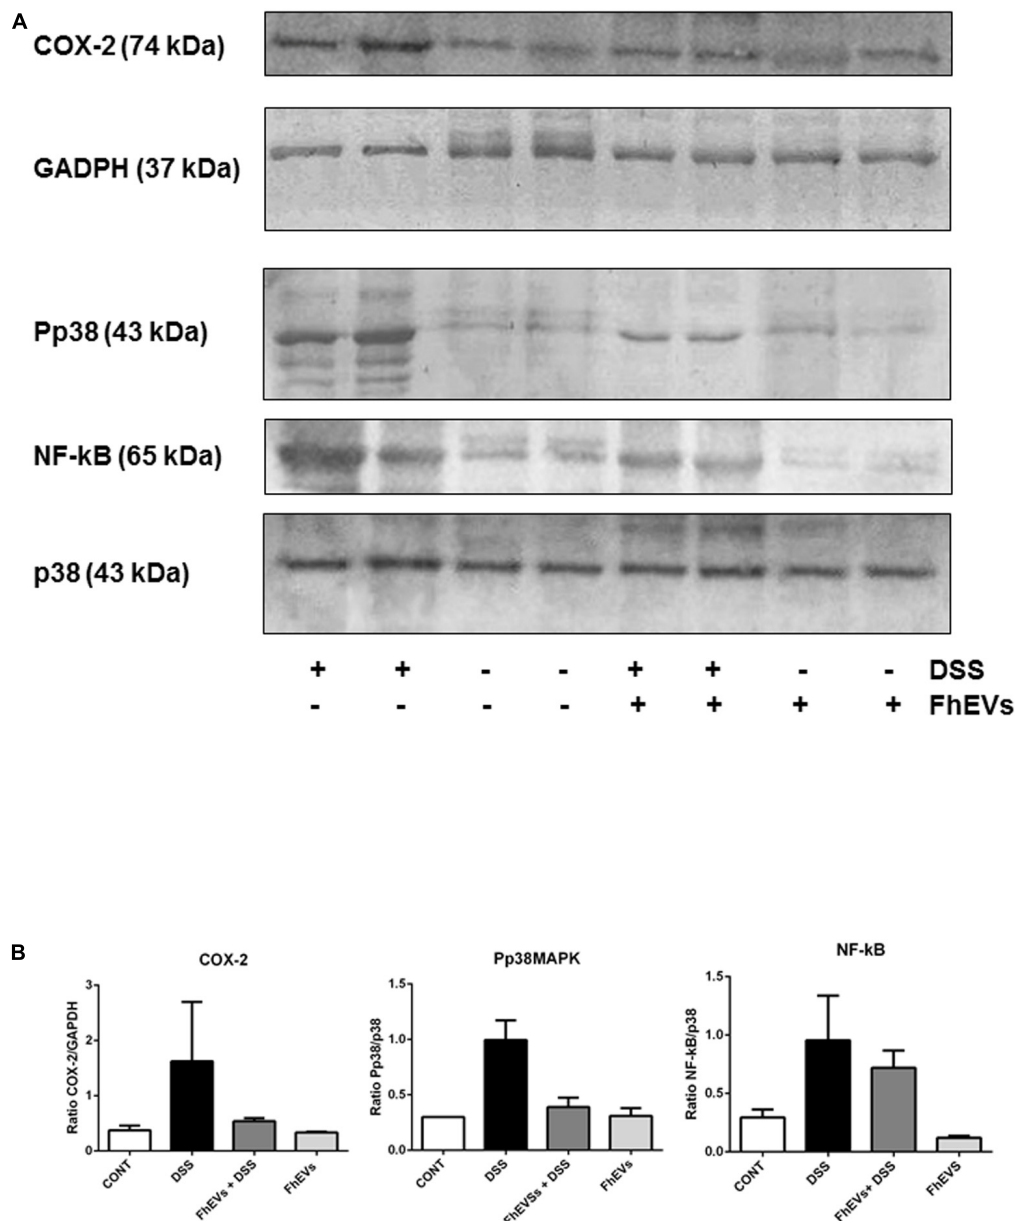 A
COX-2 (74 kDa)
GADPH (37 kDa)
Pp38 (43 kDa)
NF-kB (65 kDa)
p38 (43 kDa)
+ + - - + + - - DSS
- - - - + + + + FhEVs
B
COX-2
Ratio COX-2/GAPDH
3
2
1
0
CONT
DSS
FhEVs + DSS
FhEVs
Pp38MAPK
Ratio Pp38/p38
1.5
1.0
0.5
0.0
CONT
DSS
FhEVSs + DSS
FhEVs
NF-kB
Ratio NF-kB/p38
1.5
1.0
0.5
0.0
CONT
DSS
FhEVs+ DSS
FhEVS